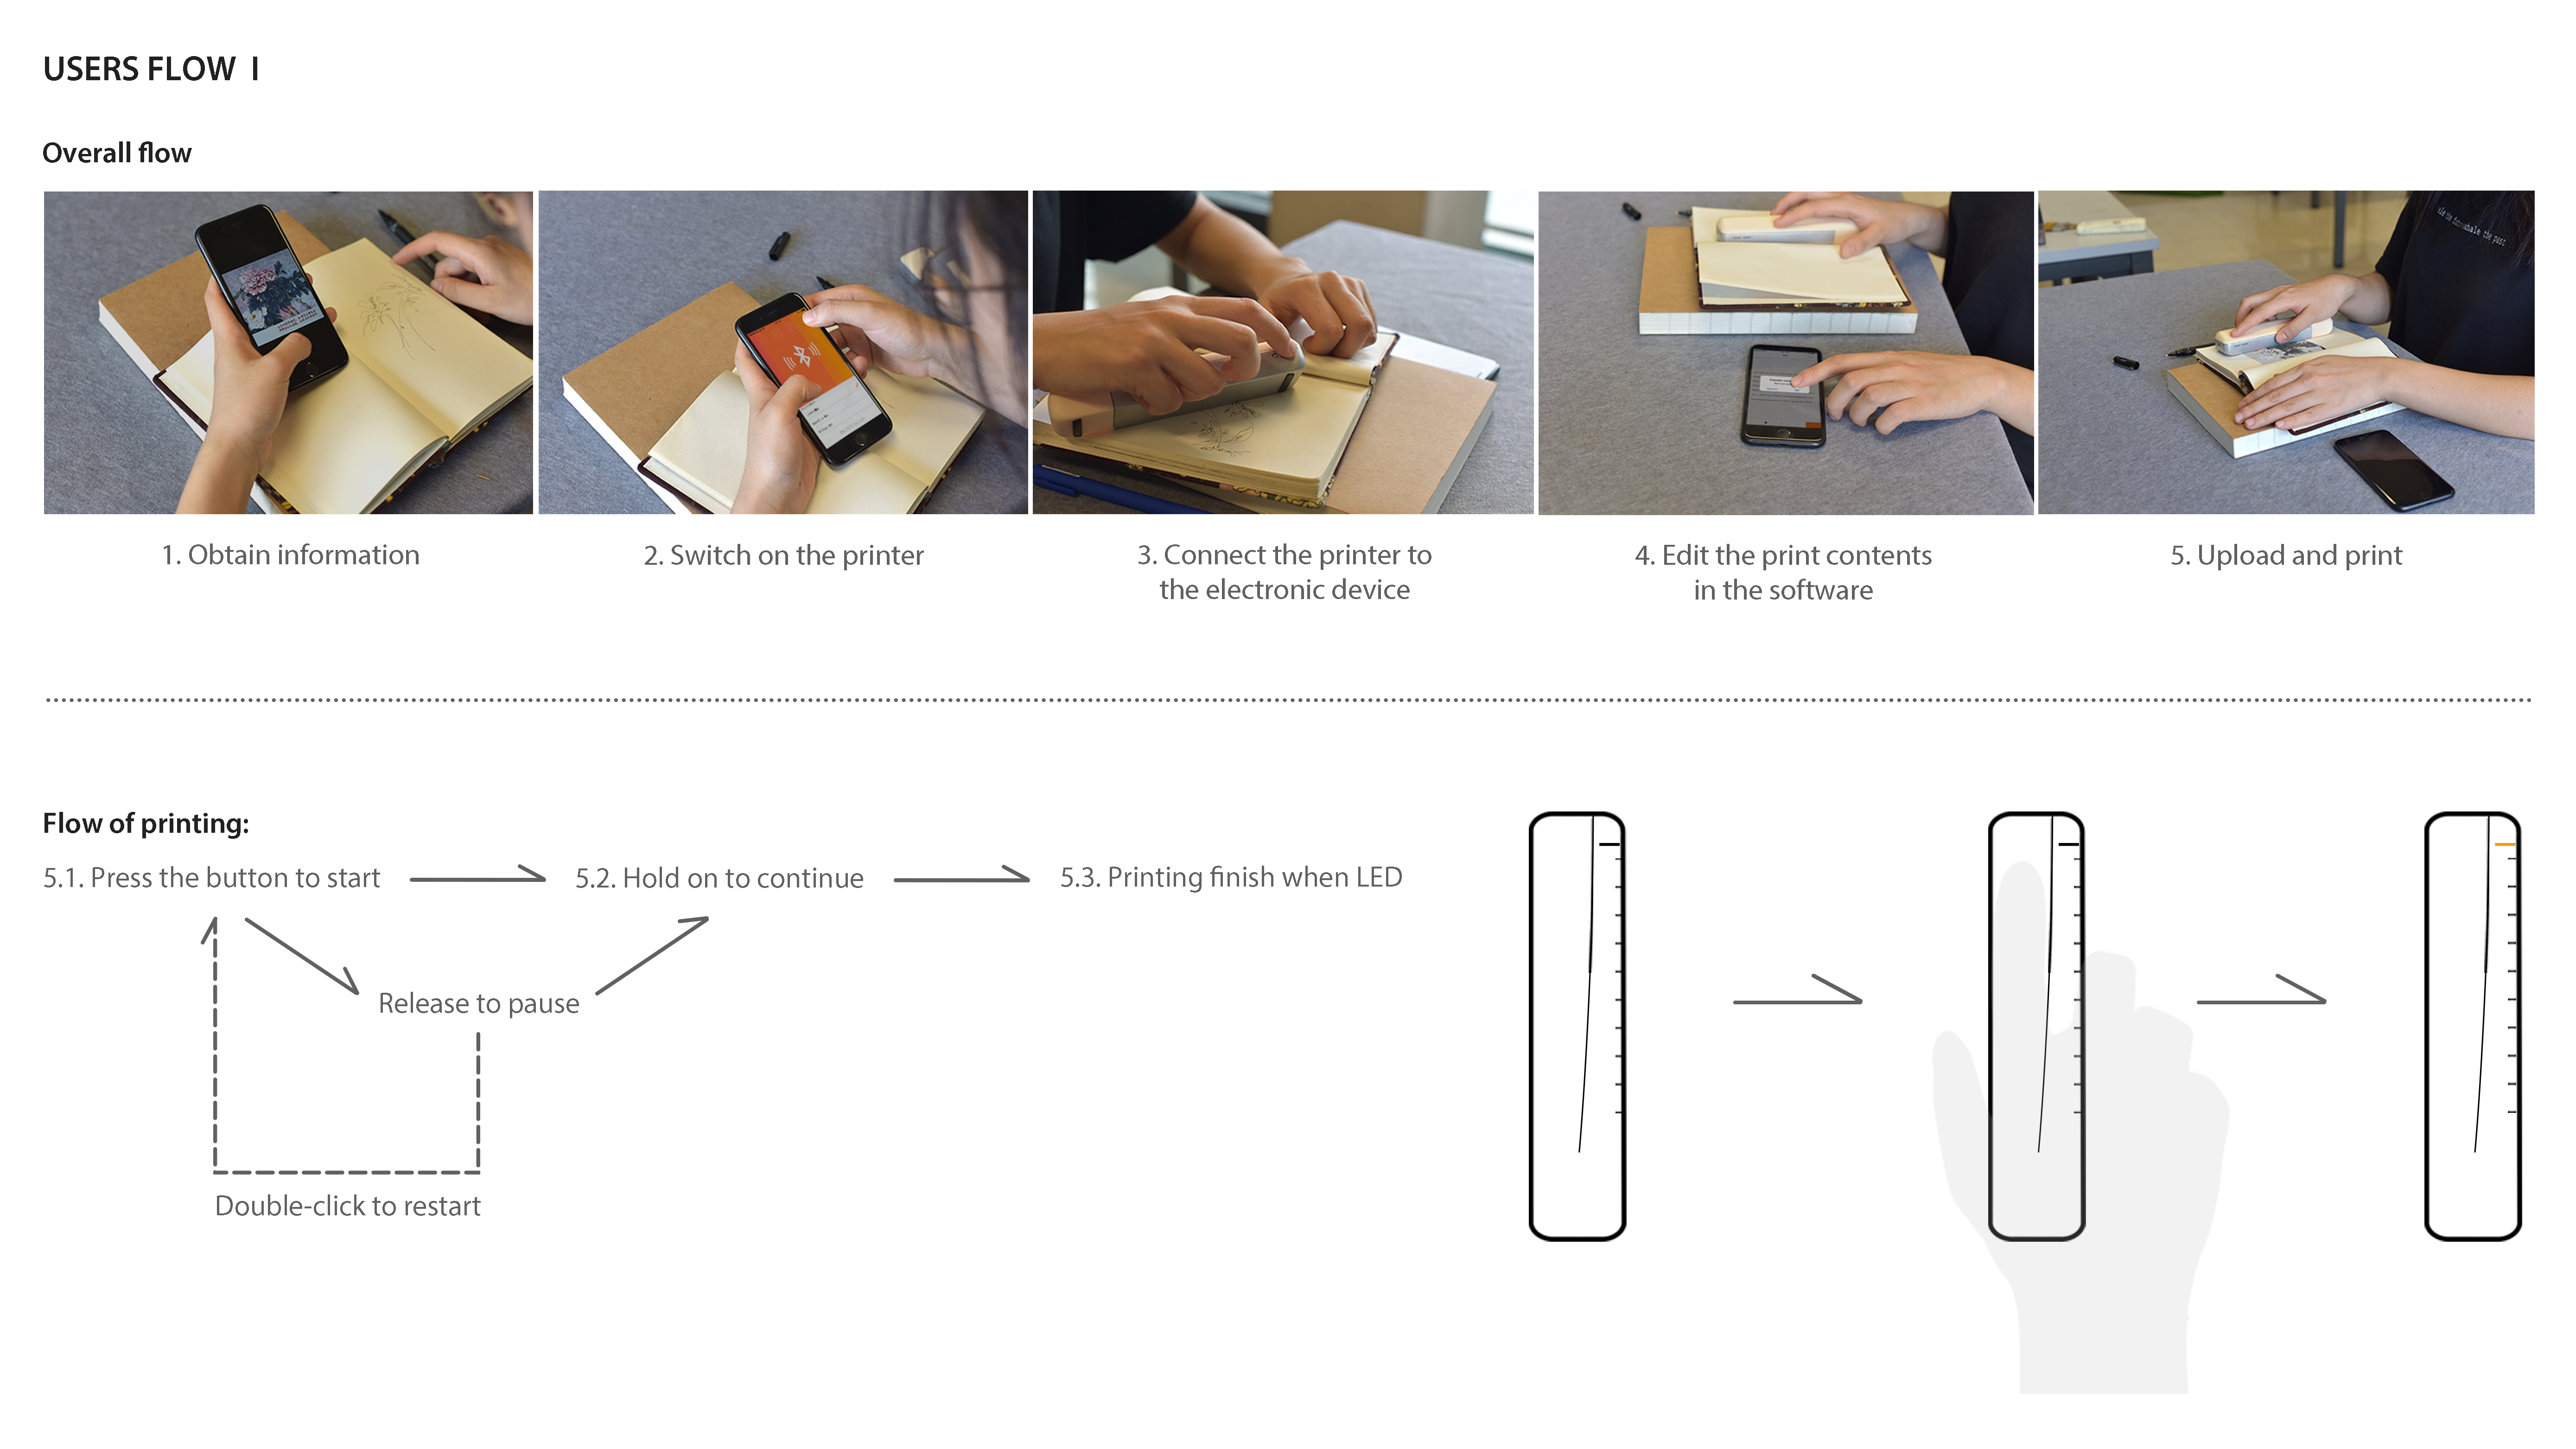 USERS FLOW I
Overall flow
1. Obtain information
2. Switch on the printer
3. Connect the printer to
the electronic device
4. Edit the print contents
in the software
5. Upload and print
Flow of printing:
5.1. Press the button to start
5.2. Hold on to continue
5.3. Printing finish when LED
Release to pause
Double-click to restart